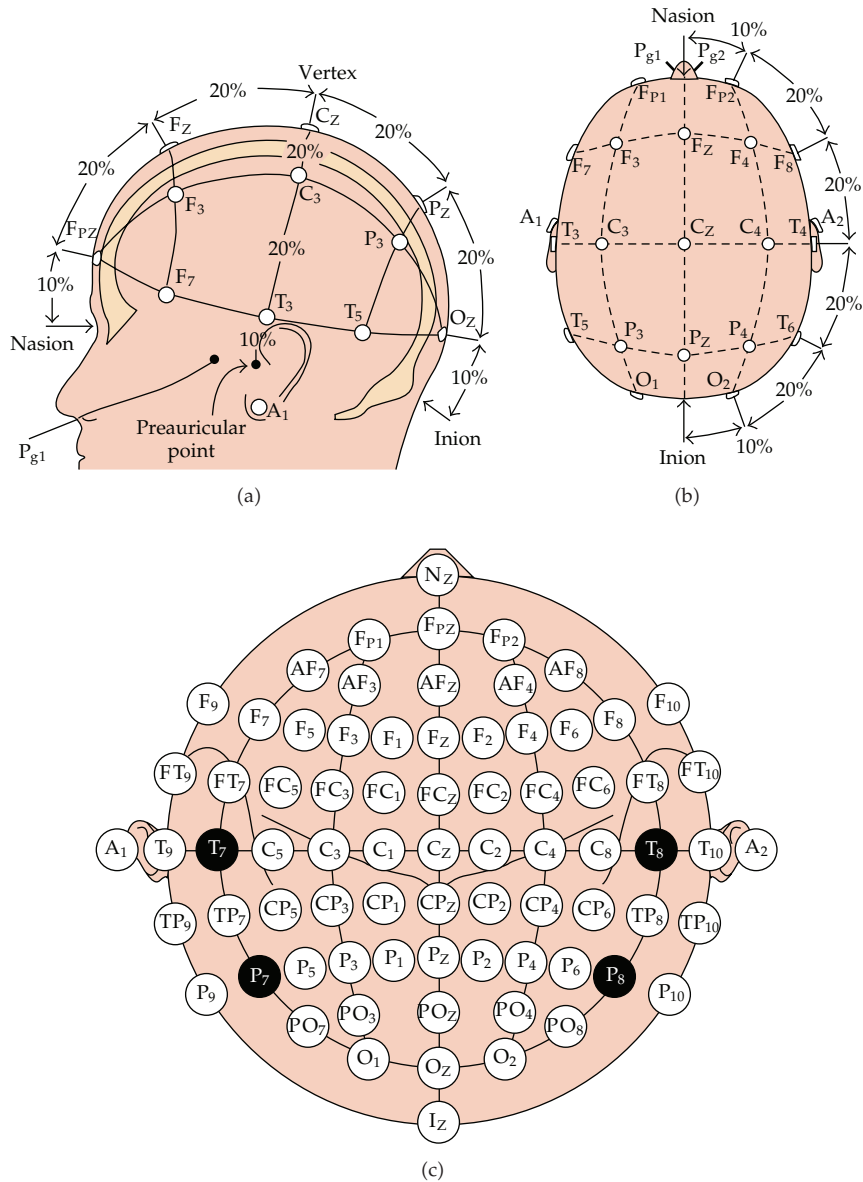 Vertex
20%
C_Z
F_Z
20%
20%
20%
F_3
C_3
P_Z
F_PZ
P_3
20%
20%
10%
F_7
T_3
T_5
O_Z
Nasion
10%
10%
A_1
Preauricular
point
P_g1
Inion
(a)
Nasion
10%
P_g1 P_g2
F_P1 F_P2
20%
F_7 F_3 F_Z F_4 F_8
20%
A_1 A_2
T_3 C_3 C_Z C_4 T_4
20%
T_5 P_3 P_Z P_4 T_6
O_1 O_2
20%
10%
Inion
(b)
N_Z
F_P1 F_PZ F_P2
AF_7 AF_8
AF_3 AF_Z AF_4
F_9 F_10
F_7 F_5 F_3 F_1 F_Z F_2 F_4 F_6 F_8
FT_9 FT_7 FC_5 FC_3 FC_1 FC_Z FC_2 FC_4 FC_6 FT_8 FT_10
A_1 T_9 T_7 C_5 C_3 C_1 C_Z C_2 C_4 C_8 T_8 T_10 A_2
TP_9 TP_7 CP_5 CP_3 CP_1 CP_Z CP_2 CP_4 CP_6 TP_8 TP_10
P_9 P_7 P_5 P_3 P_1 P_Z P_2 P_4 P_6 P_8 P_10
PO_7 PO_3 PO_Z PO_4 PO_8
O_1 O_Z O_2
I_Z
(c)